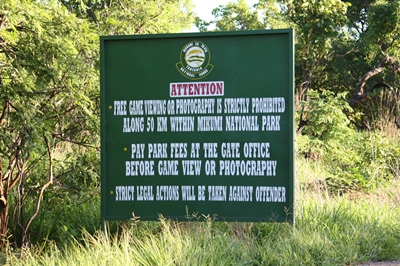 ATTENTION
FREE GAME VIEWING OR PHOTOGRAPHY IS STRICTLY PROHIBITED
ALONG 50 KM WITHIN MIKUMI NATIONAL PARK
PAY PARK FEES AT THE GATE OFFICE
BEFORE GAME VIEW OR PHOTOGRAPHY
STRICT LEGAL ACTIONS WILL BE TAKEN AGAINST OFFENDER